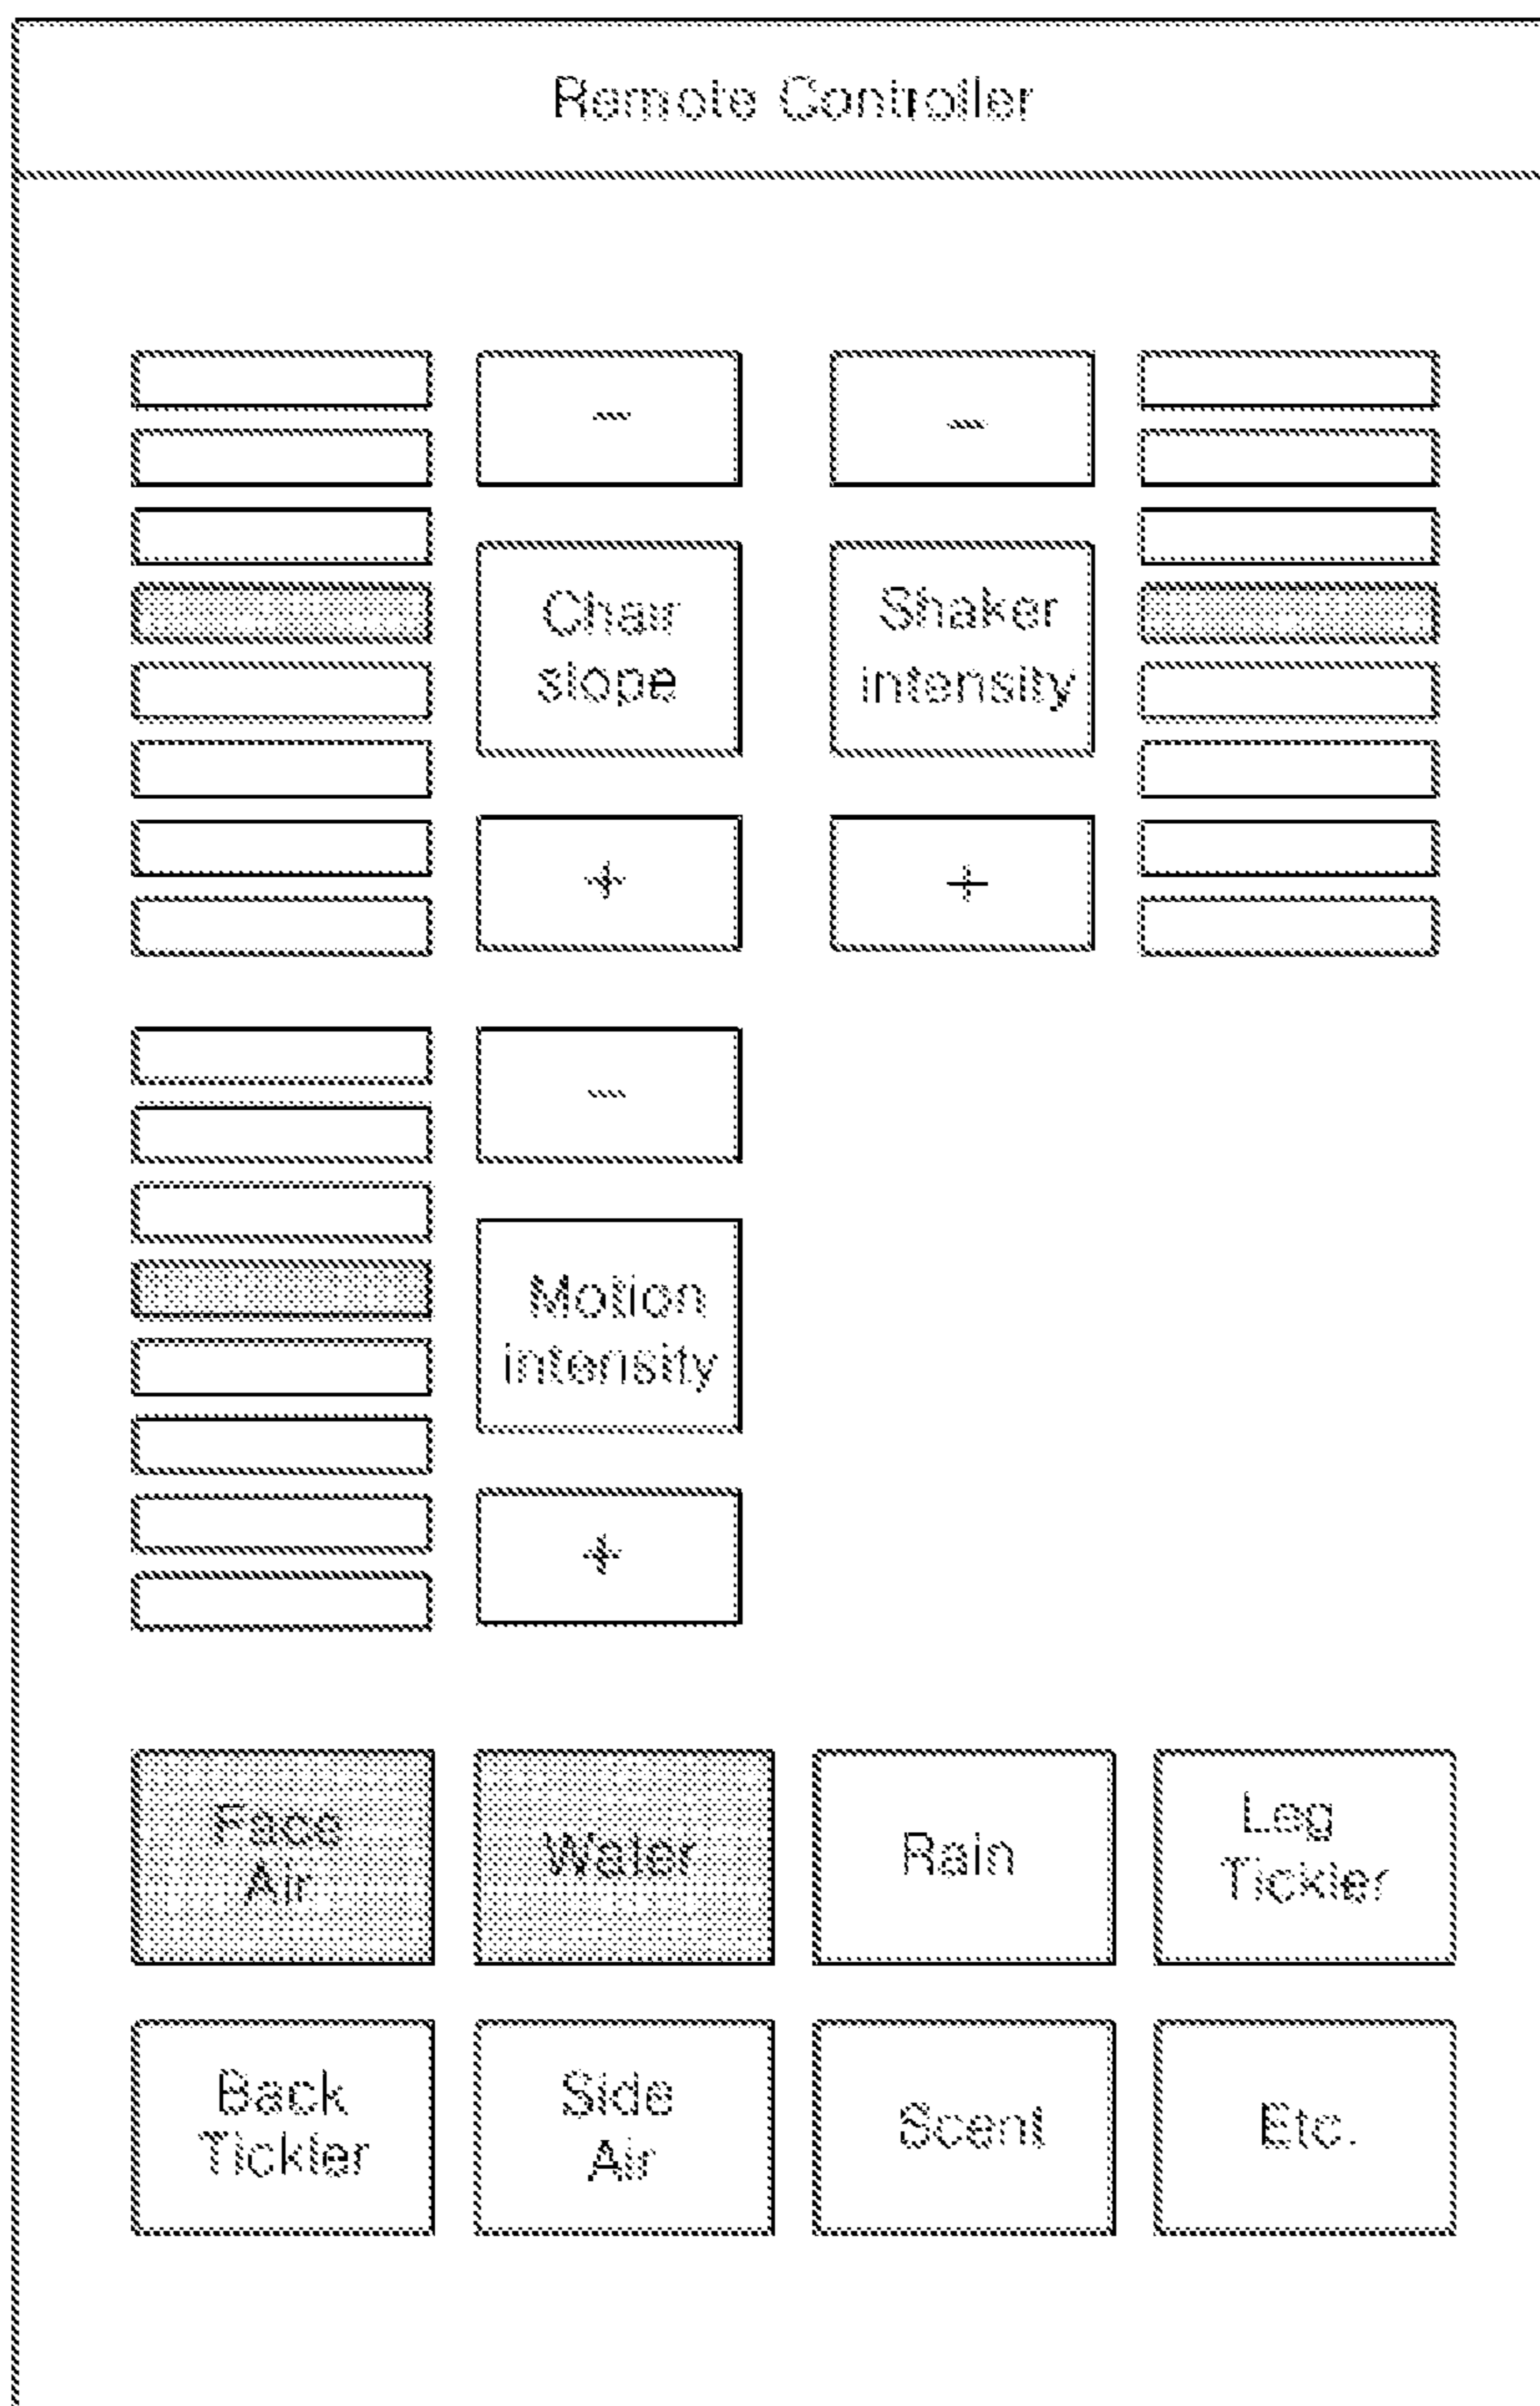 Remote Controller
−
−
Chair
slope
Shaker
intensity
+
+
−
Motion
intensity
+
Face
Air
Water
Rain
Leg
Tickler
Back
Tickler
Side
Air
Scent
Etc.